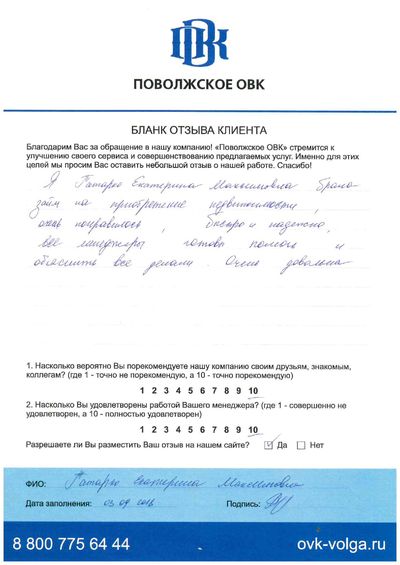 ПОВОЛЖСКОЕ ОВК
БЛАНК ОТЗЫВА КЛИЕНТА
Благодарим Вас за обращение в нашу компанию! «Поволжское ОВК» стремится к
улучшению своего сервиса и совершенствованию предлагаемых услуг. Именно для этих
целей мы просим Вас оставить небольшой отзыв о нашей работе. Спасибо!
Я Екатерина Максимовна брала
займ на приобретение недвижимости,
очень понравилось, быстро и надежно,
все менеджеры готовы помочь и
объяснить все детали. Очень довольна
1. Насколько вероятно Вы порекомендуете нашу компанию своим друзьям, знакомым,
коллегам? (где 1 - точно не порекомендую, а 10 - точно порекомендую)
1 2 3 4 5 6 7 8 9 10
2. Насколько Вы удовлетворены работой Вашего менеджера? (где 1 - совершенно не
удовлетворен, а 10 - полностью удовлетворен)
1 2 3 4 5 6 7 8 9 10
Разрешаете ли Вы разместить Ваш отзыв на нашем сайте? Да Нет
ФИО: Екатерина Максимовна
Дата заполнения: 03 09 2016 Подпись:
8 800 775 64 44 ovk-volga.ru